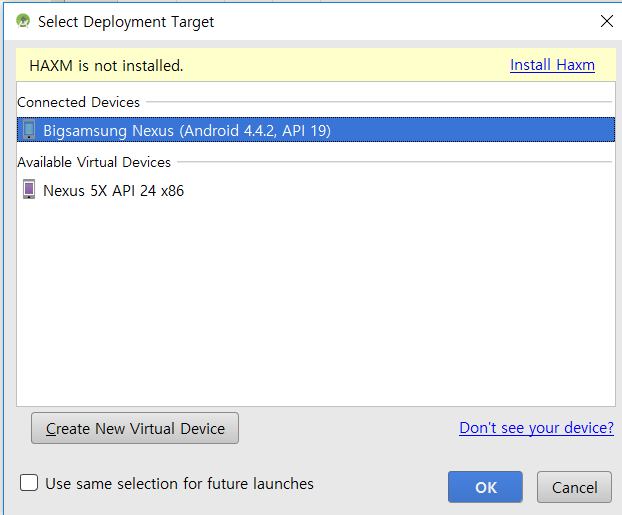 Select Deployment Target
HAXM is not installed. Install Haxm
Connected Devices
Bigsamsung Nexus (Android 4.4.2, API 19)
Available Virtual Devices
Nexus 5X API 24 x86
Create New Virtual Device Don't see your device?
Use same selection for future launches OK Cancel